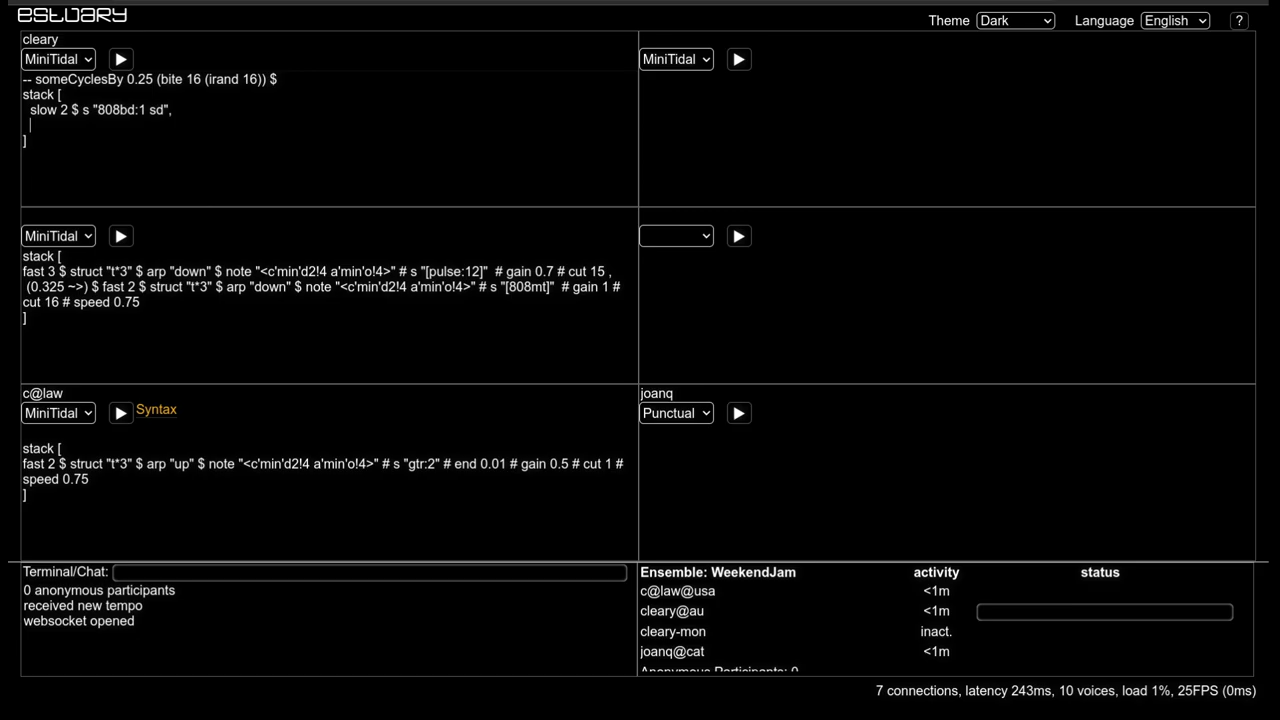 estuary
Theme Dark Language English ?
cleary
MiniTidal
-- someCyclesBy 0.25 (bite 16 (irand 16)) $
stack [
slow 2 $ s "808bd:1 sd",
]
MiniTidal
MiniTidal
stack [
fast 3 $ struct "t*3" $ arp "down" $ note "<c'min'd2!4 a'min'o!4>" # s "[pulse:12]" # gain 0.7 # cut 15 ,
(0.325 ~>) $ fast 2 $ struct "t*3" $ arp "down" $ note "<c'min'd2!4 a'min'o!4>" # s "[808mt]" # gain 1 #
cut 16 # speed 0.75
]
c@law
MiniTidal Syntax
stack [
fast 2 $ struct "t*3" $ arp "up" $ note "<c'min'd2!4 a'min'o!4>" # s "gtr:2" # end 0.01 # gain 0.5 # cut 1 #
speed 0.75
]
joanq
Punctual
Terminal/Chat:
0 anonymous participants
received new tempo
websocket opened
Ensemble: WeekendJam activity status
c@law@usa <1m
cleary@au <1m
cleary-mon inact.
joanq@cat <1m
Anonymous Participants: 0
7 connections, latency 243ms, 10 voices, load 1%, 25FPS (0ms)